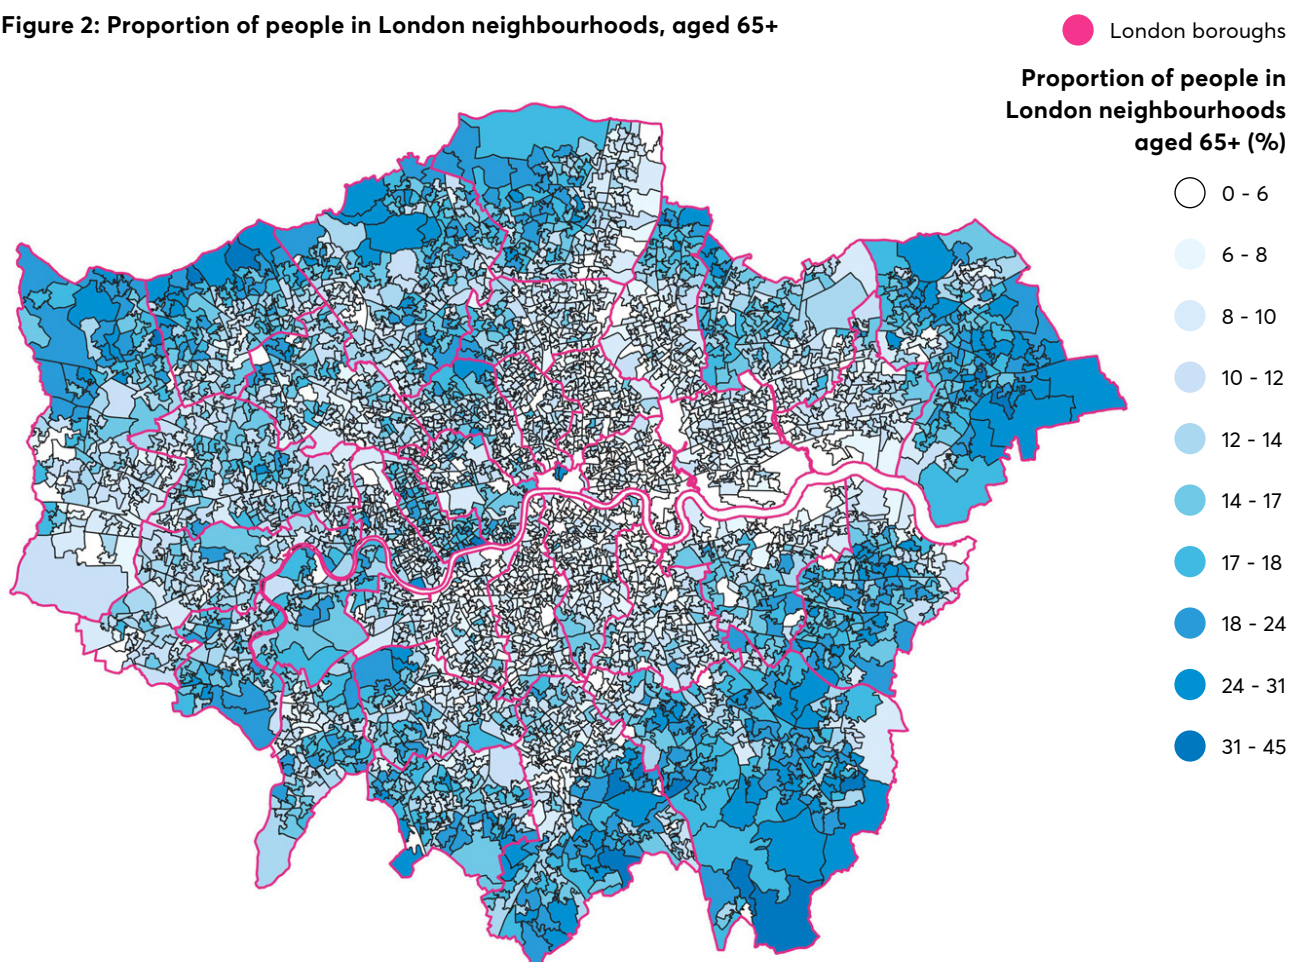 Figure 2: Proportion of people in London neighbourhoods, aged 65+
London boroughs
Proportion of people in
London neighbourhoods
aged 65+ (%)
0 - 6
6 - 8
8 - 10
10 - 12
12 - 14
14 - 17
17 - 18
18 - 24
24 - 31
31 - 45